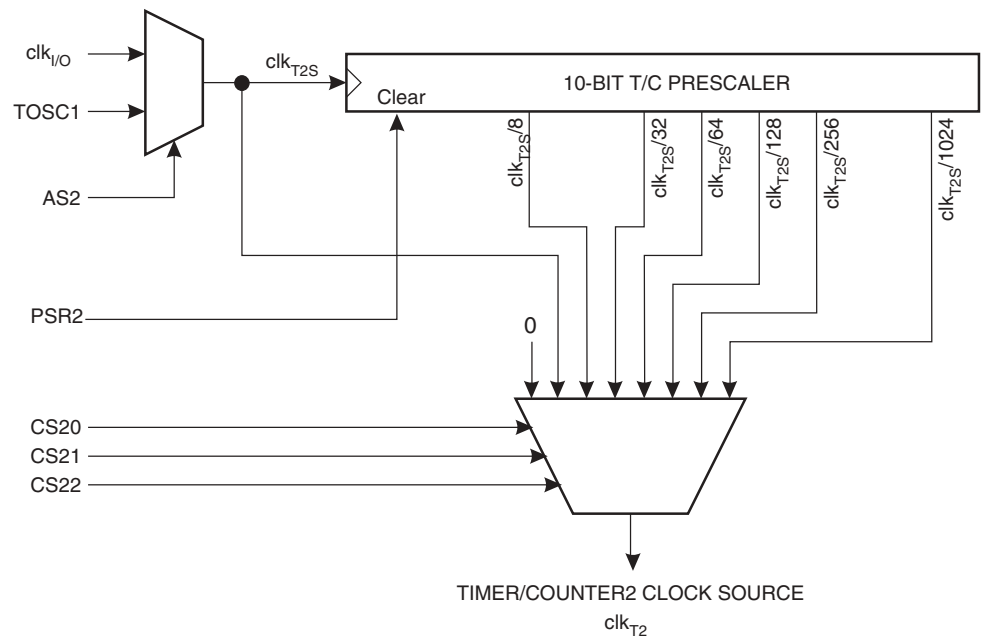 clkI/O
TOSC1
AS2
PSR2
clkT2S
10-BIT T/C PRESCALER
Clear
clkT2S/8
clkT2S/32
clkT2S/64
clkT2S/128
clkT2S/256
clkT2S/1024
0
CS20
CS21
CS22
TIMER/COUNTER2 CLOCK SOURCE
clkT2